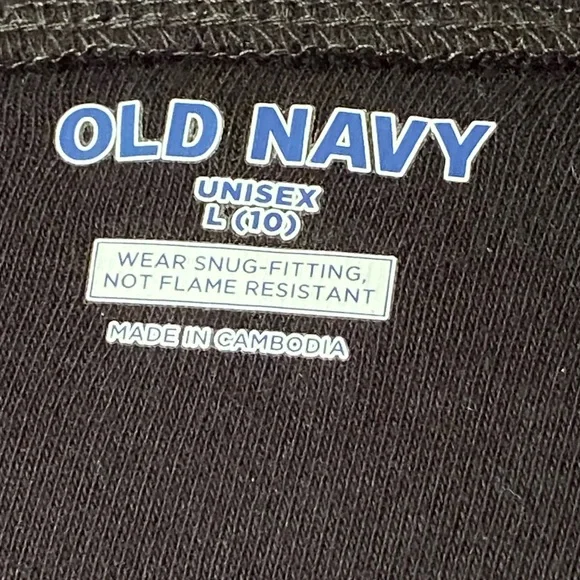 OLD NAVY
UNISEX
L (10)
WEAR SNUG-FITTING,
NOT FLAME RESISTANT
MADE IN CAMBODIA